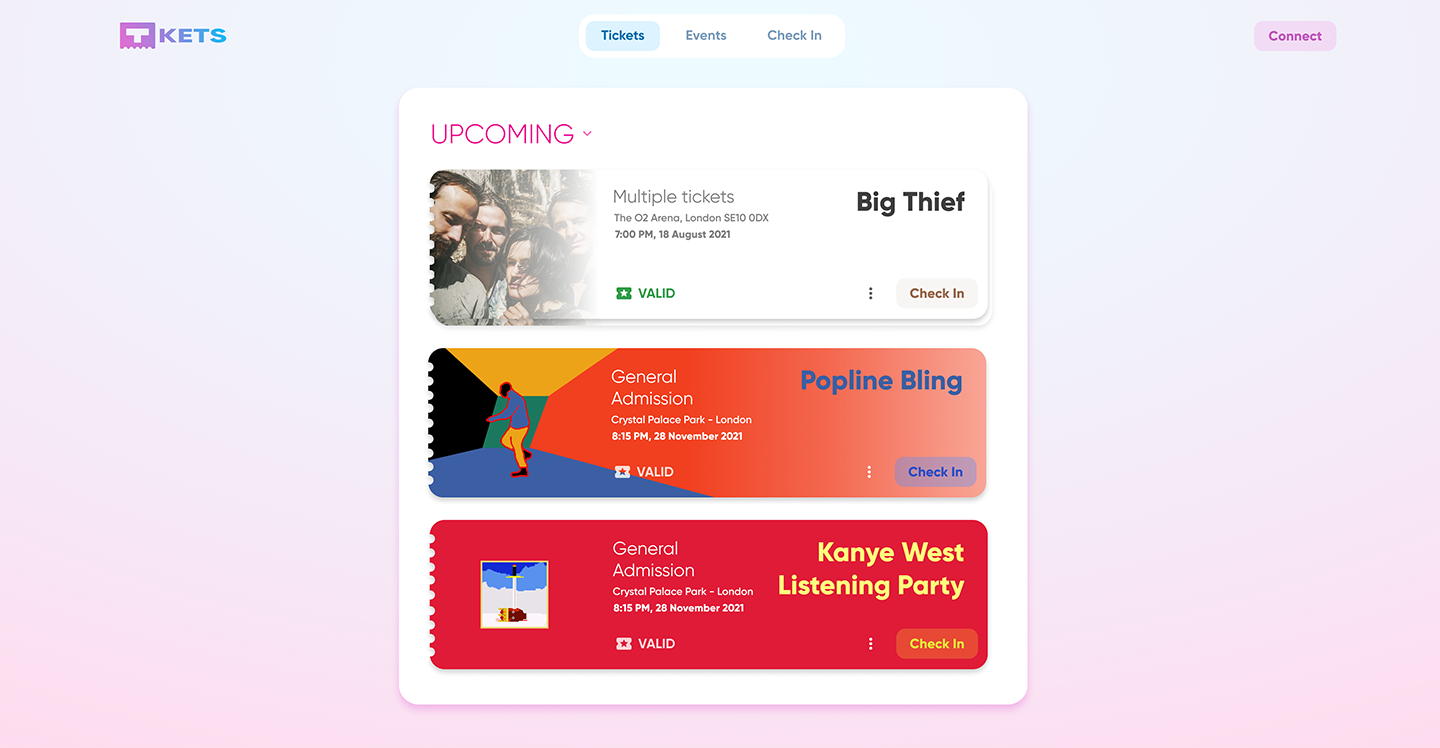 TKETS
Tickets
Events
Check In
Connect
UPCOMING
Multiple tickets
Big Thief
The O2 Arena, London SE10 0DX
7:00 PM, 18 August 2021
VALID
Check In
General
Admission
Popline Bling
Crystal Palace Park - London
8:15 PM, 28 November 2021
VALID
Check In
General
Admission
Kanye West
Listening Party
Crystal Palace Park - London
8:15 PM, 28 November 2021
VALID
Check In